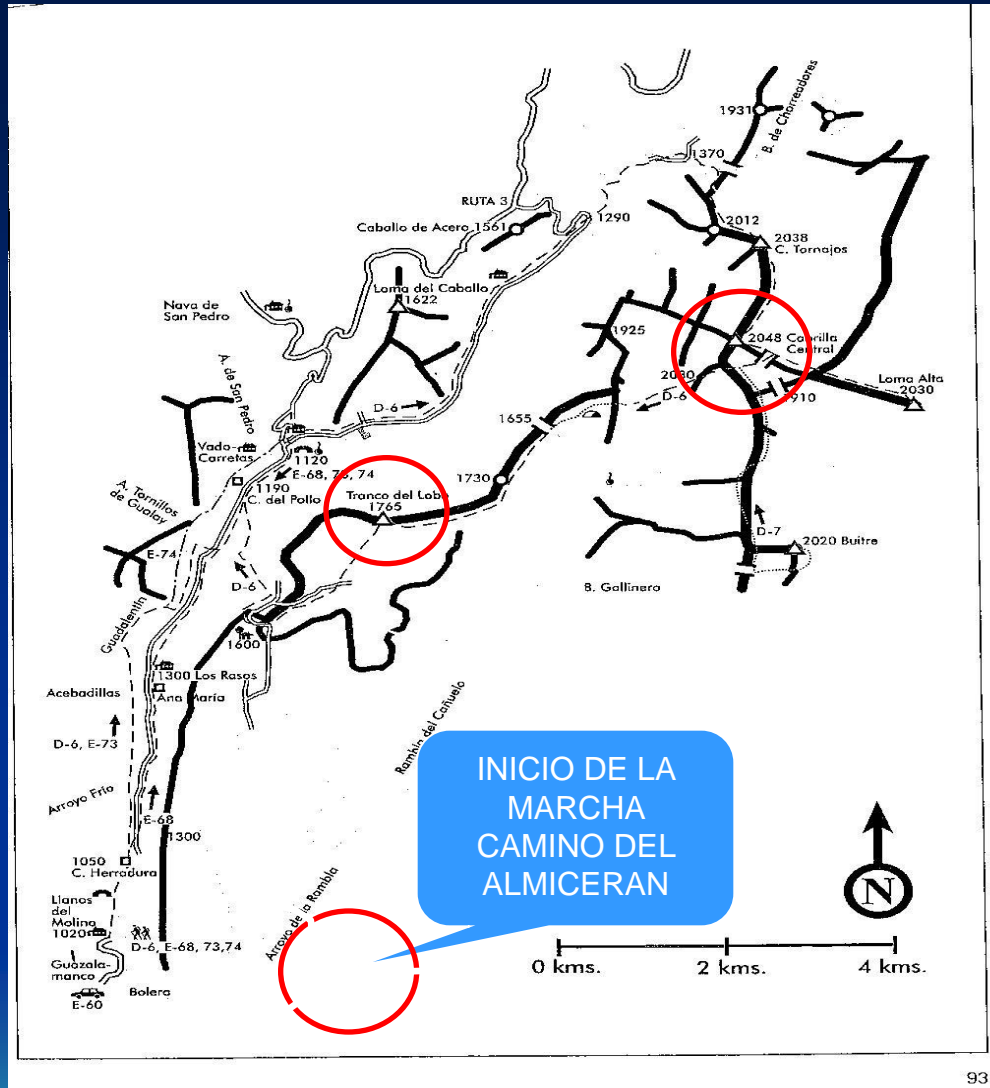 1931
B. de Chorreadores
1370
RUTA 3
1290
Caballo de Acero 1561
2012
2038
C. Tornajos
Loma del Caballo
1622
Nava de
San Pedro
1925
2048 Cabrilla
Central
A. de San Pedro
D-6
D-6
1910
Loma Alta
2030
1655
Vado-
Carretas
1120
E-68, 73, 74
1190
C. del Pollo
1730
Tranco del Lobo
1765
A. Tornillos
de Gualay
E-74
D-6
D-7
2020 Buitre
B. Gallinero
Guadalentín
1600
1300 Los Rasos
Ana María
Acebadillas
D-6, E-73
Rambla del Cañuelo
INICIO DE LA
MARCHA
CAMINO DEL
ALMICERAN
Arroyo Frío
E-68
1300
1050
C. Herradura
Llanos
del
Molino
1020
D-6, E-68, 73,74
Arroyo de la Rambla
N
0 kms.
2 kms.
4 kms.
Guazala-
manco
Bolera
E-60
93